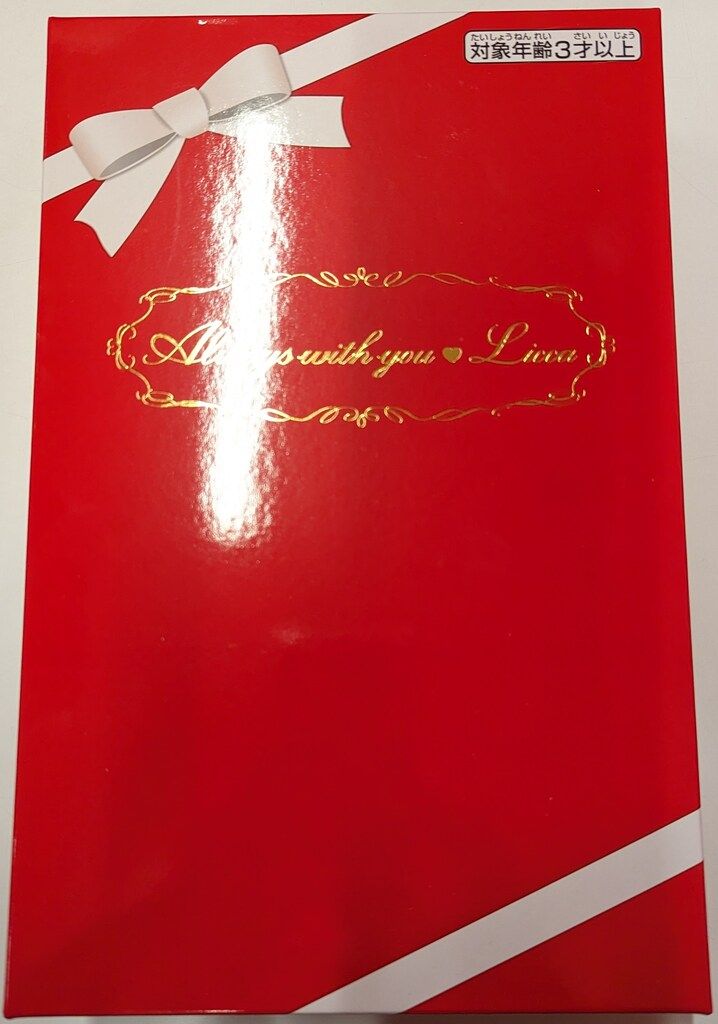 たいしょうねんれい さいいじょう
対象年齢3才以上
Always with you ♥ Licca